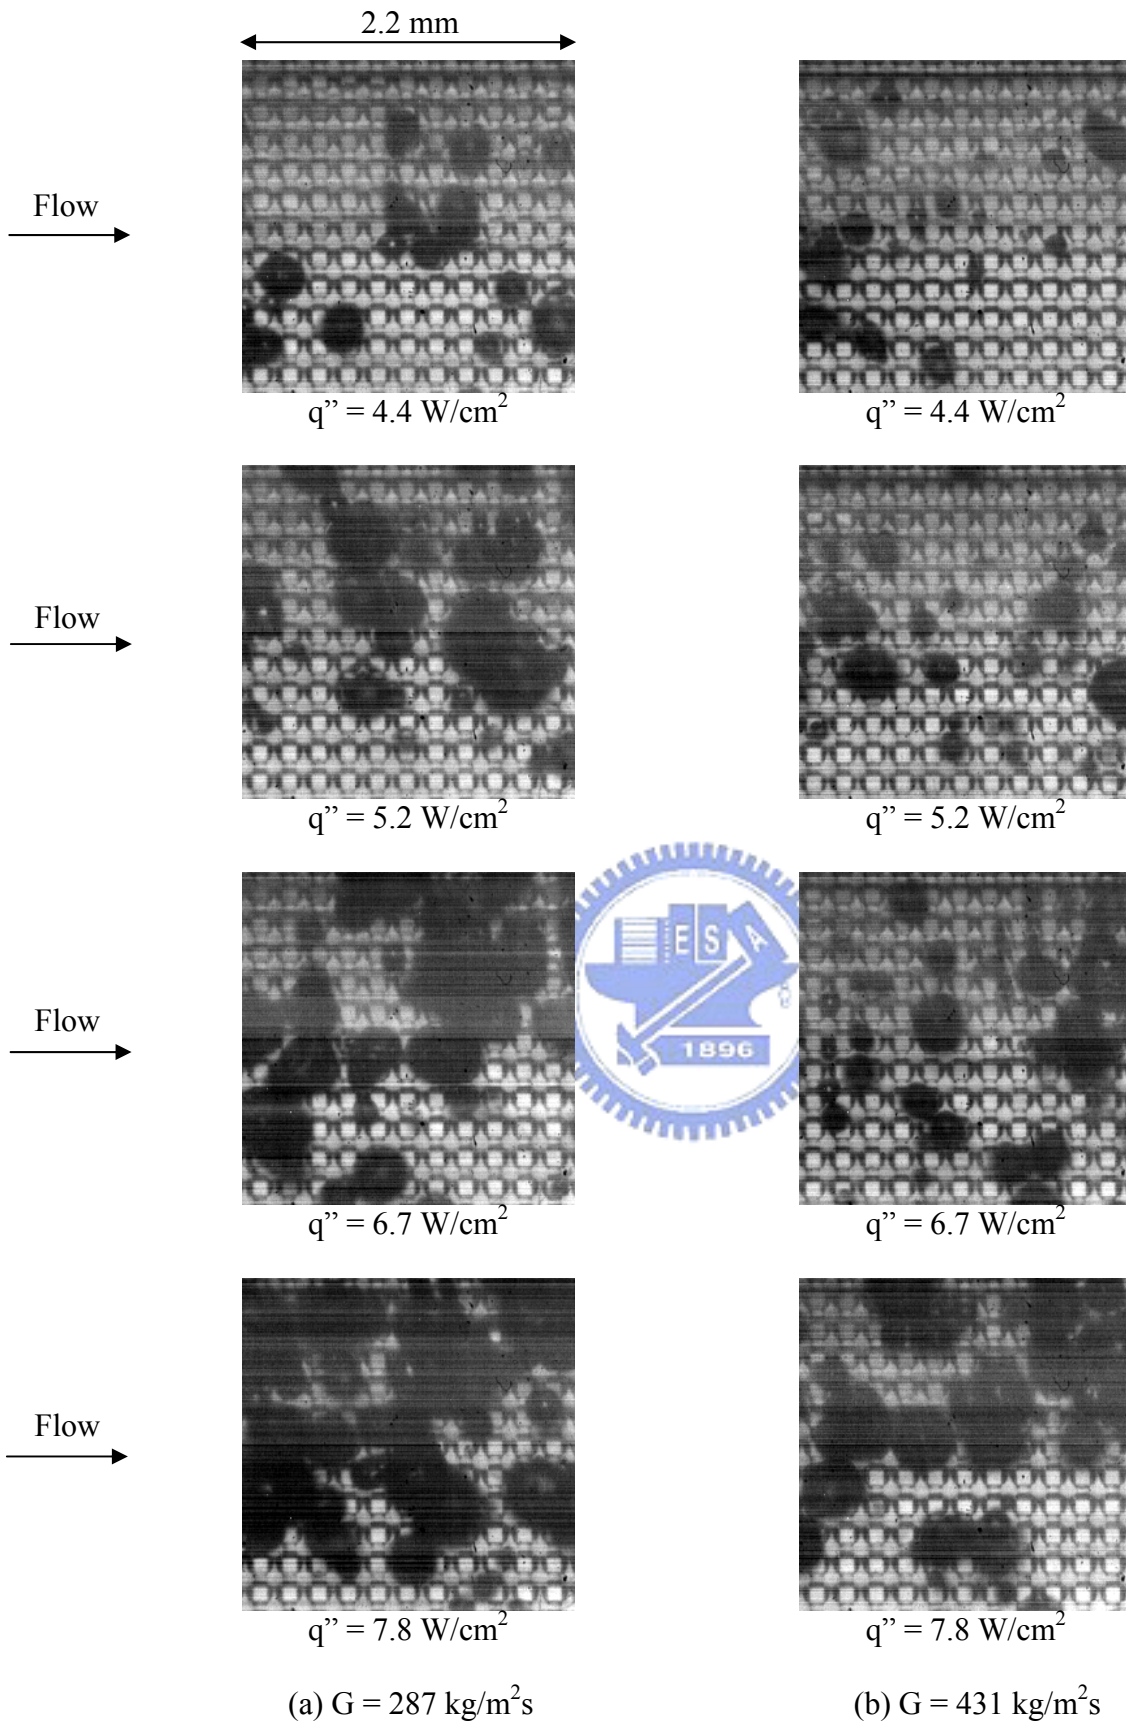 2.2 mm
Flow
q” = 4.4 W/cm²
q” = 4.4 W/cm²
Flow
q” = 5.2 W/cm²
q” = 5.2 W/cm²
E S A
1896
Flow
q” = 6.7 W/cm²
q” = 6.7 W/cm²
Flow
q” = 7.8 W/cm²
q” = 7.8 W/cm²
(a) G = 287 kg/m²s
(b) G = 431 kg/m²s